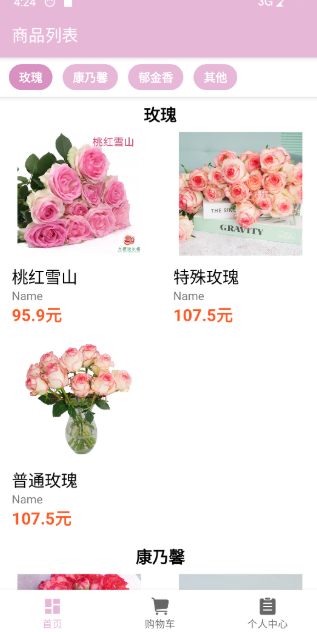 4:24
3G
商品列表
玫瑰
康乃馨
郁金香
其他
玫瑰
桃红雪山
GRAVITY
桃红雪山
特殊玫瑰
Name
Name
95.9元
107.5元
普通玫瑰
Name
107.5元
康乃馨
首页
购物车
个人中心